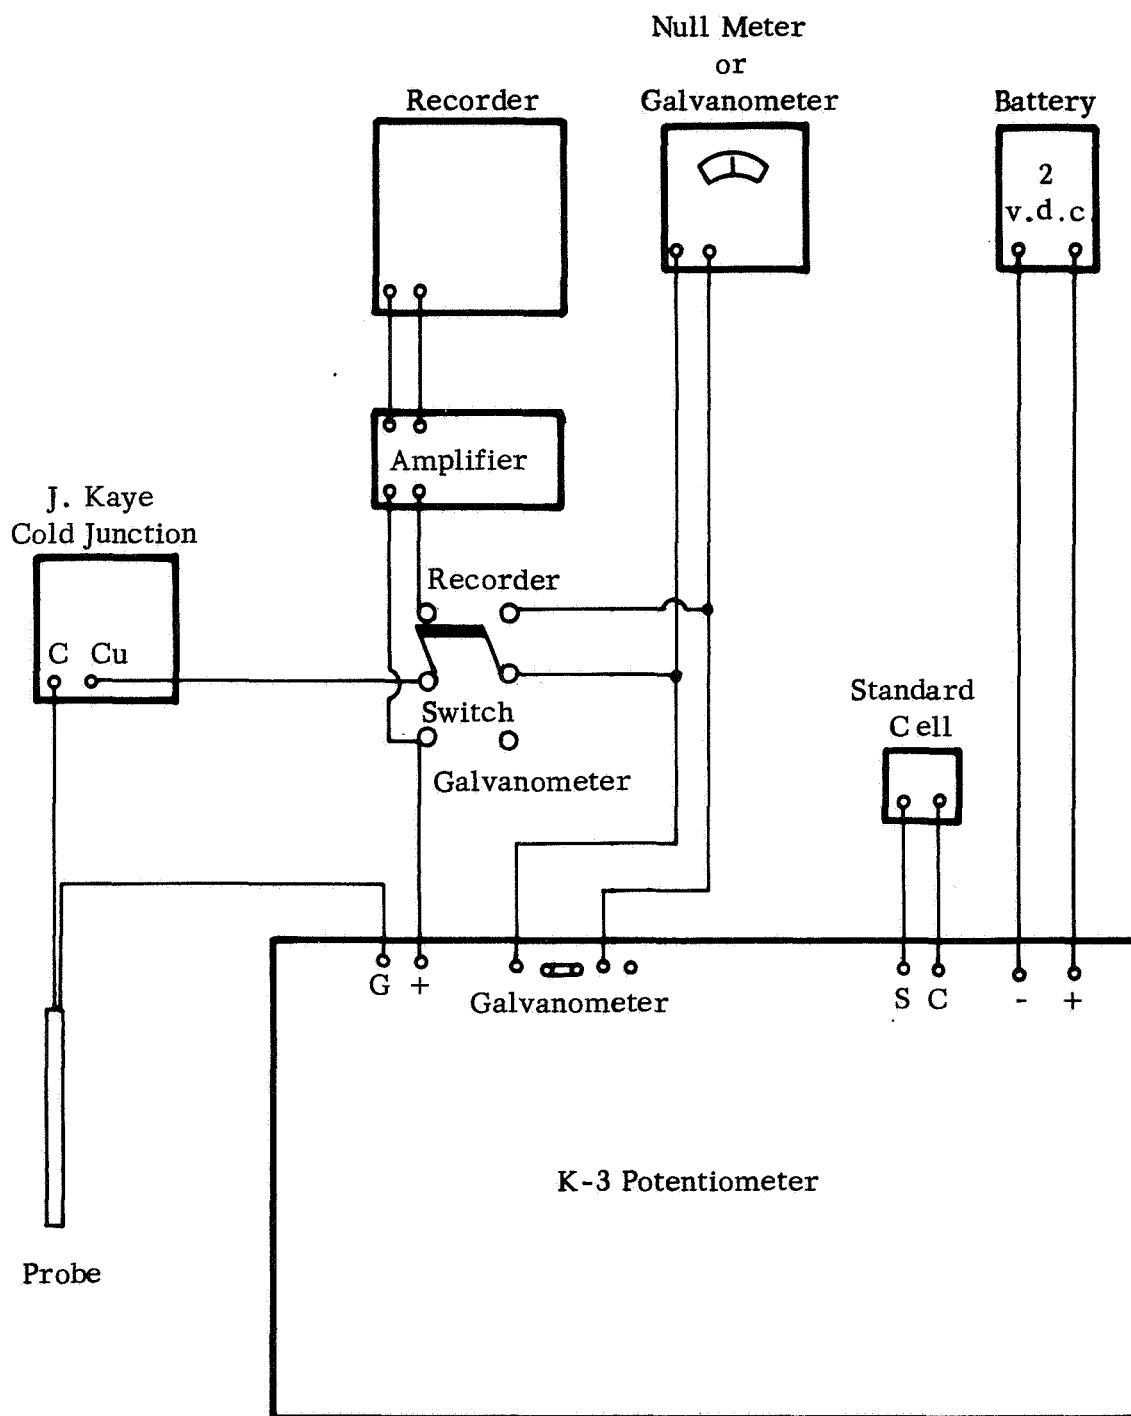 Null Meter
or
Galvanometer
Recorder
Battery
2
v.d.c.
Amplifier
J. Kaye
Cold Junction
Recorder
C Cu
Switch
Standard
Cell
Galvanometer
G +
Galvanometer
S C
- +
K-3 Potentiometer
Probe